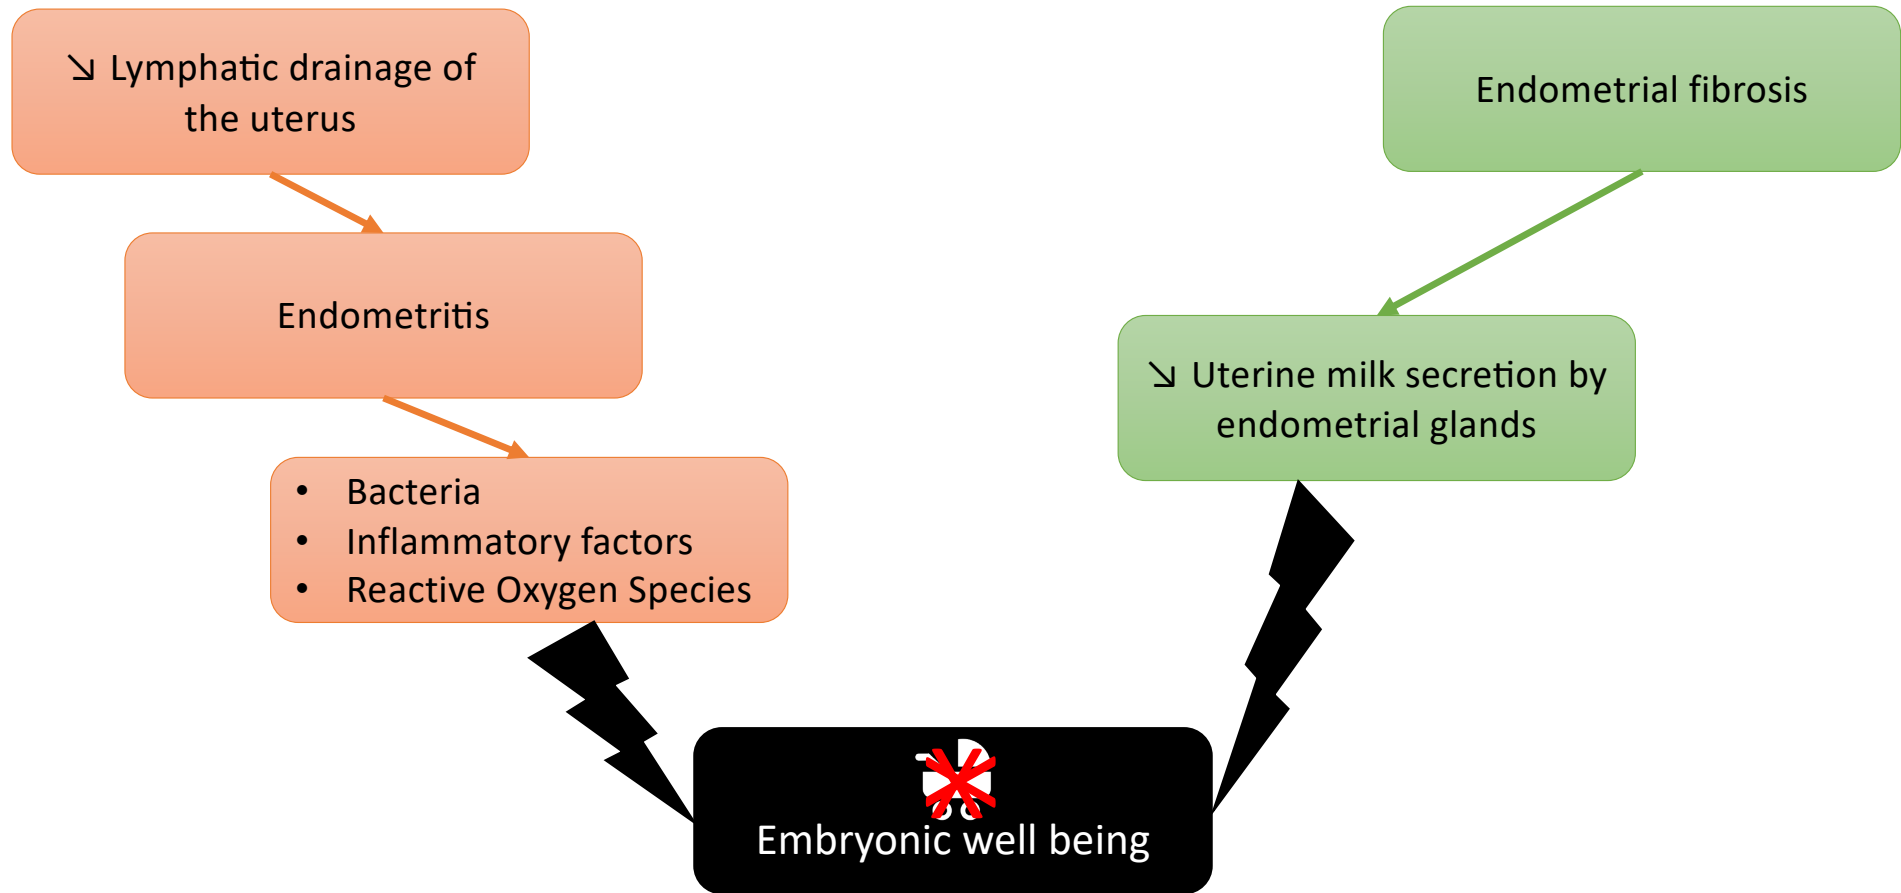 ↘ Lymphatic drainage of
the uterus
Endometritis
• Bacteria
• Inflammatory factors
• Reactive Oxygen Species
Endometrial fibrosis
↘ Uterine milk secretion by
endometrial glands
Embryonic well being